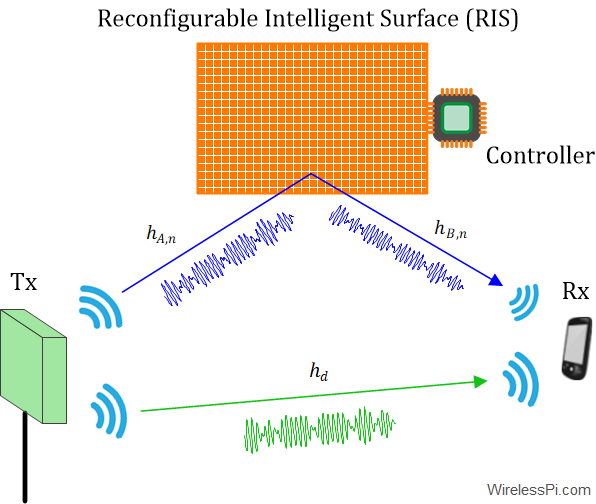 Reconfigurable Intelligent Surface (RIS)
Controller
h_{A,n}
h_{B,n}
Tx
Rx
h_d
WirelessPi.com